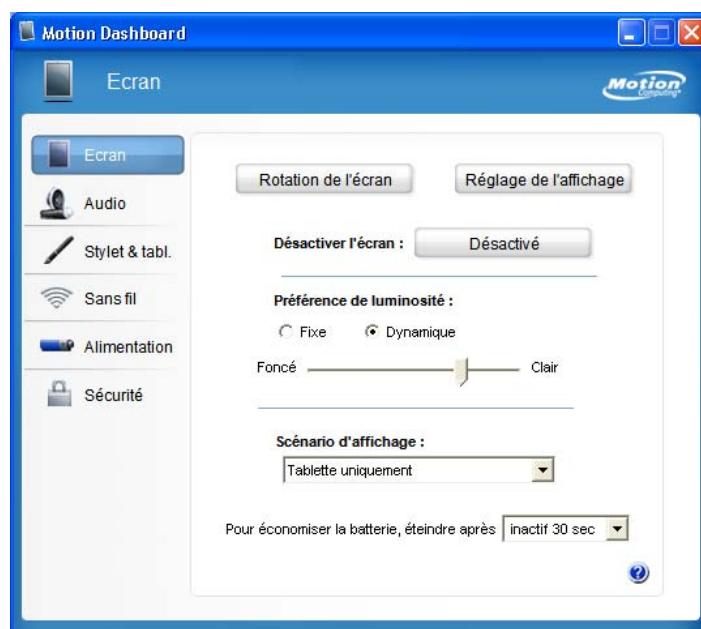 Motion Dashboard
Ecran
Motion
Computing
Ecran
Audio
Stylet & tabl.
Sans fil
Alimentation
Sécurité
Rotation de l'écran
Réglage de l'affichage
Désactiver l'écran : Désactivé
Préférence de luminosité :
Fixe Dynamique
Foncé Clair
Scénario d'affichage :
Tablette uniquement
Pour économiser la batterie, éteindre après inactif 30 sec
?